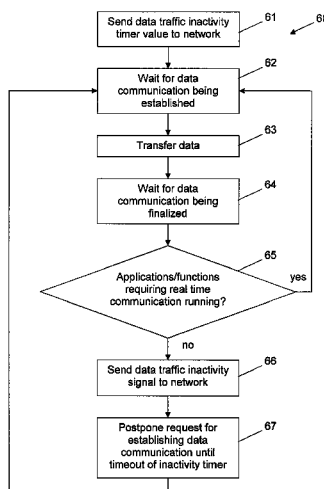 Send data traffic inactivity
timer value to network
61
60
Wait for data
communication being
established
62
Transfer data
63
Wait for data
communication being
finalized
64
Applications/functions
requiring real time
communication running?
65
yes
no
Send data traffic inactivity
signal to network
66
Postpone request for
establishing data
communication until
timeout of inactivity timer
67